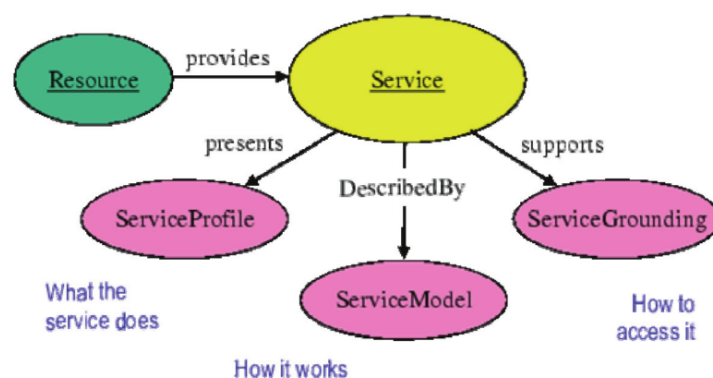 provides
Resource
Service
presents
supports
DescribedBy
ServiceProfile
ServiceGrounding
What the
service does
ServiceModel
How to
access it
How it works